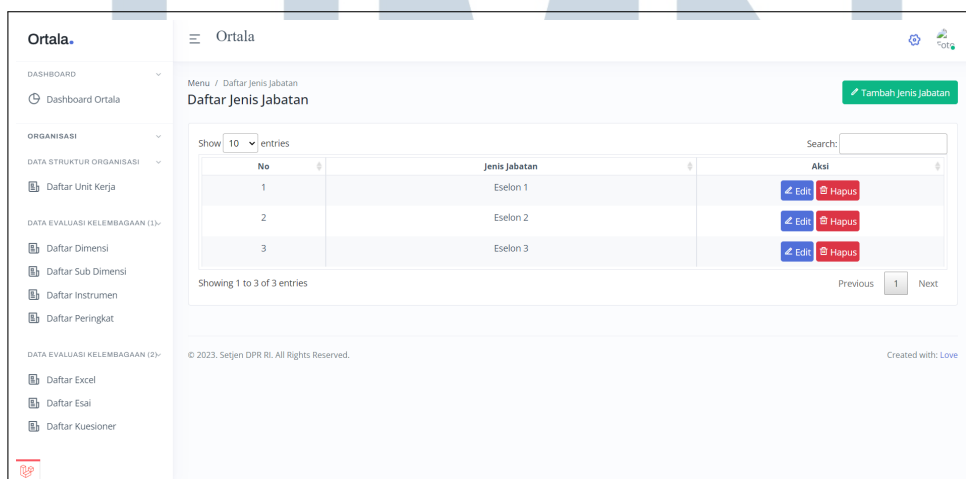 Ortala.
Ortala
DASHBOARD
Dashboard Ortala
ORGANISASI
DATA STRUKTUR ORGANISASI
Daftar Unit Kerja
DATA EVALUASI KELEMBAGAAN (1)
Daftar Dimensi
Daftar Sub Dimensi
Daftar Instrumen
Daftar Peringkat
DATA EVALUASI KELEMBAGAAN (2)
Daftar Excel
Daftar Esai
Daftar Kuesioner
Menu / Daftar Jenis Jabatan
Daftar Jenis Jabatan
Tambah Jenis Jabatan
Show 10 entries
Search:
No Jenis Jabatan Aksi
1 Eselon 1 Edit Hapus
2 Eselon 2 Edit Hapus
3 Eselon 3 Edit Hapus
Showing 1 to 3 of 3 entries
Previous 1 Next
© 2023. Setjen DPR RI. All Rights Reserved.
Created with: Love